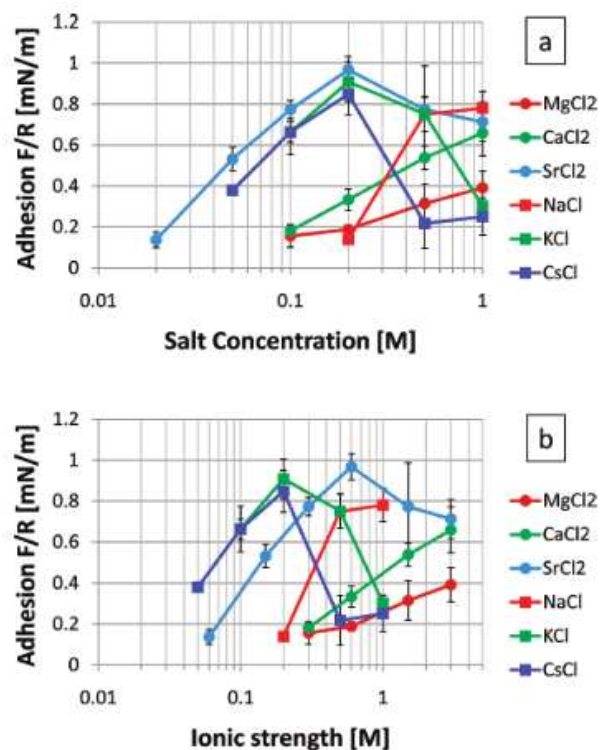 1.2
a
1
0.8
0.6
0.4
0.2
0
Adhesion F/R [mN/m]
0.01
0.1
1
Salt Concentration [M]
MgCl2
CaCl2
SrCl2
NaCl
KCl
CsCl
1.2
b
1
0.8
0.6
0.4
0.2
0
Adhesion F/R [mN/m]
0.01
0.1
1
Ionic strength [M]
MgCl2
CaCl2
SrCl2
NaCl
KCl
CsCl